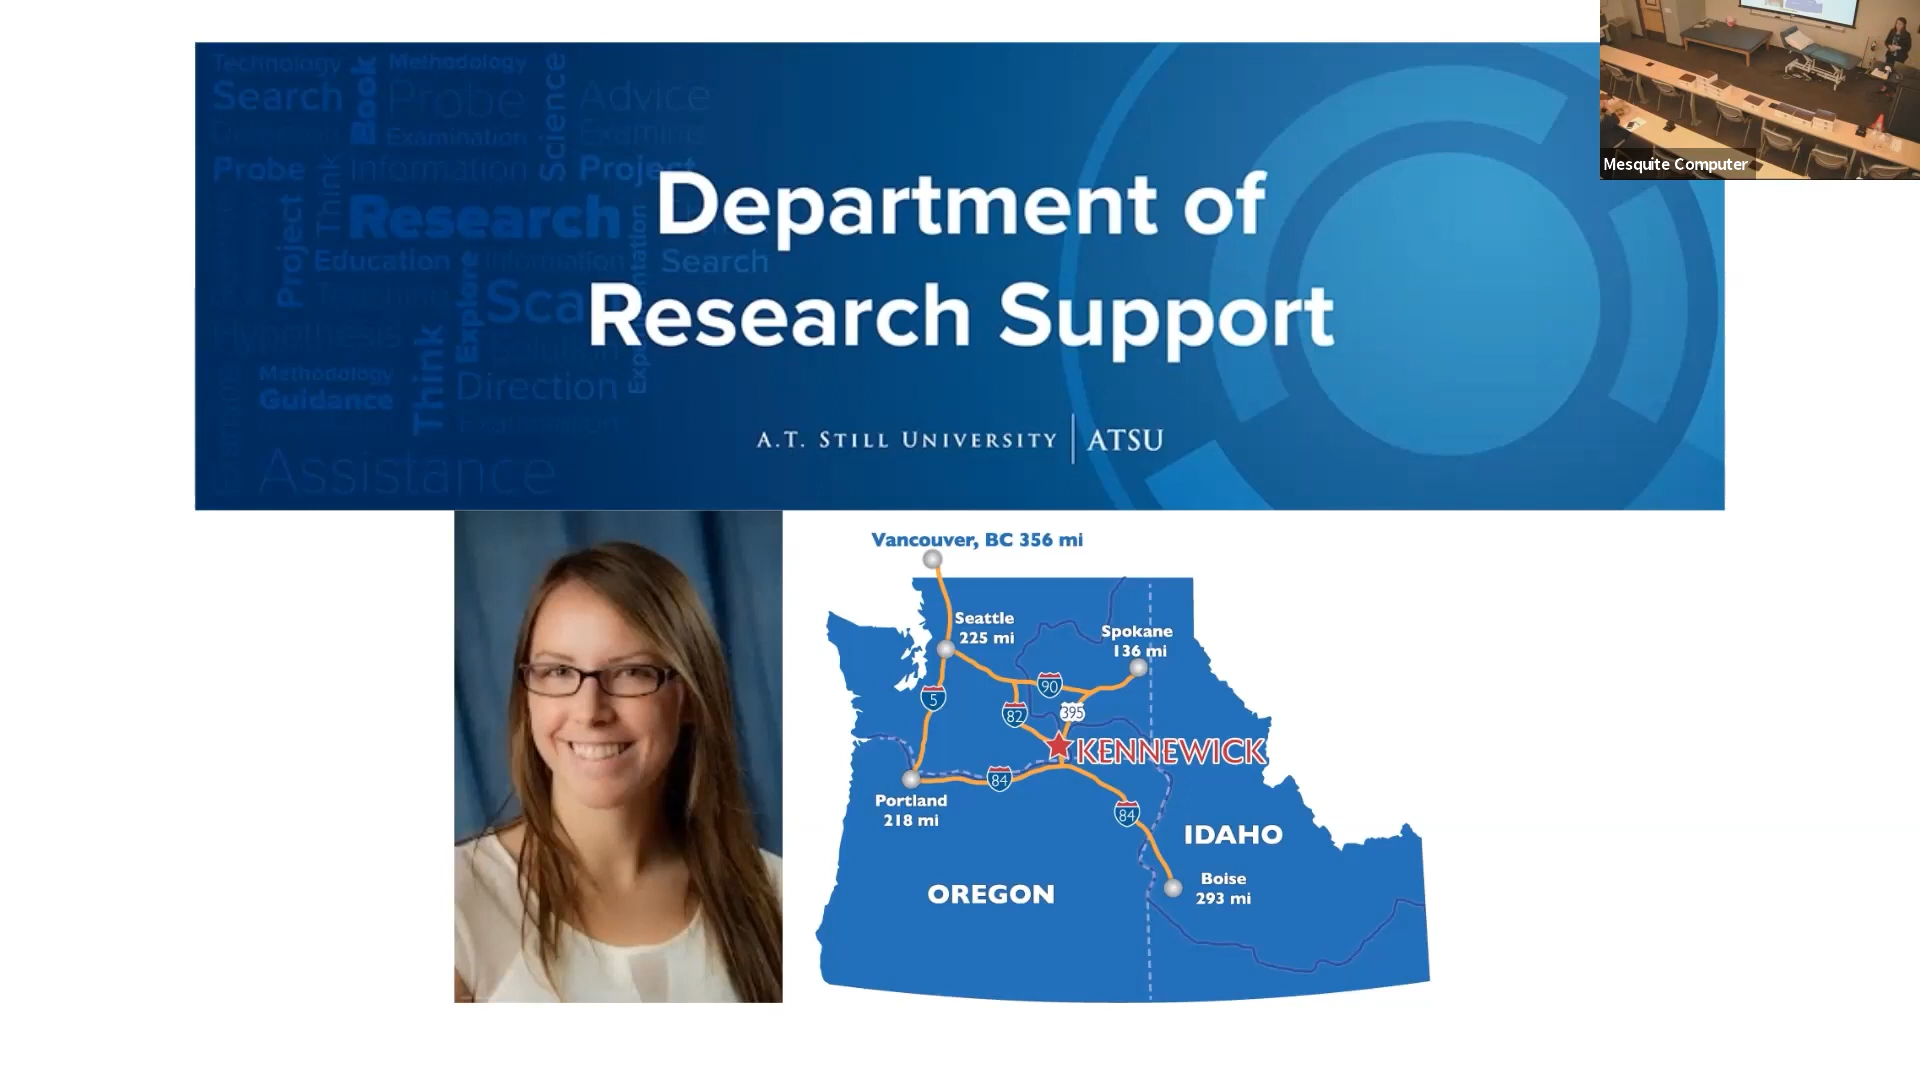 Technology
Search
Book
Methodology
Probe
Science
Advice
Examination
Examine
Probe
Think
Information
Project
Project
Research
Education
Information
Search
Explore
Sca
Hypothesis
Methodology
Guidance
Think
Direction
Assistance
Department of
Research Support
A.T. STILL UNIVERSITY | ATSU
Mesquite Computer
Vancouver, BC 356 mi
Seattle
225 mi
Spokane
136 mi
90
5
82
395
KENNEWICK
84
Portland
218 mi
84
IDAHO
OREGON
Boise
293 mi